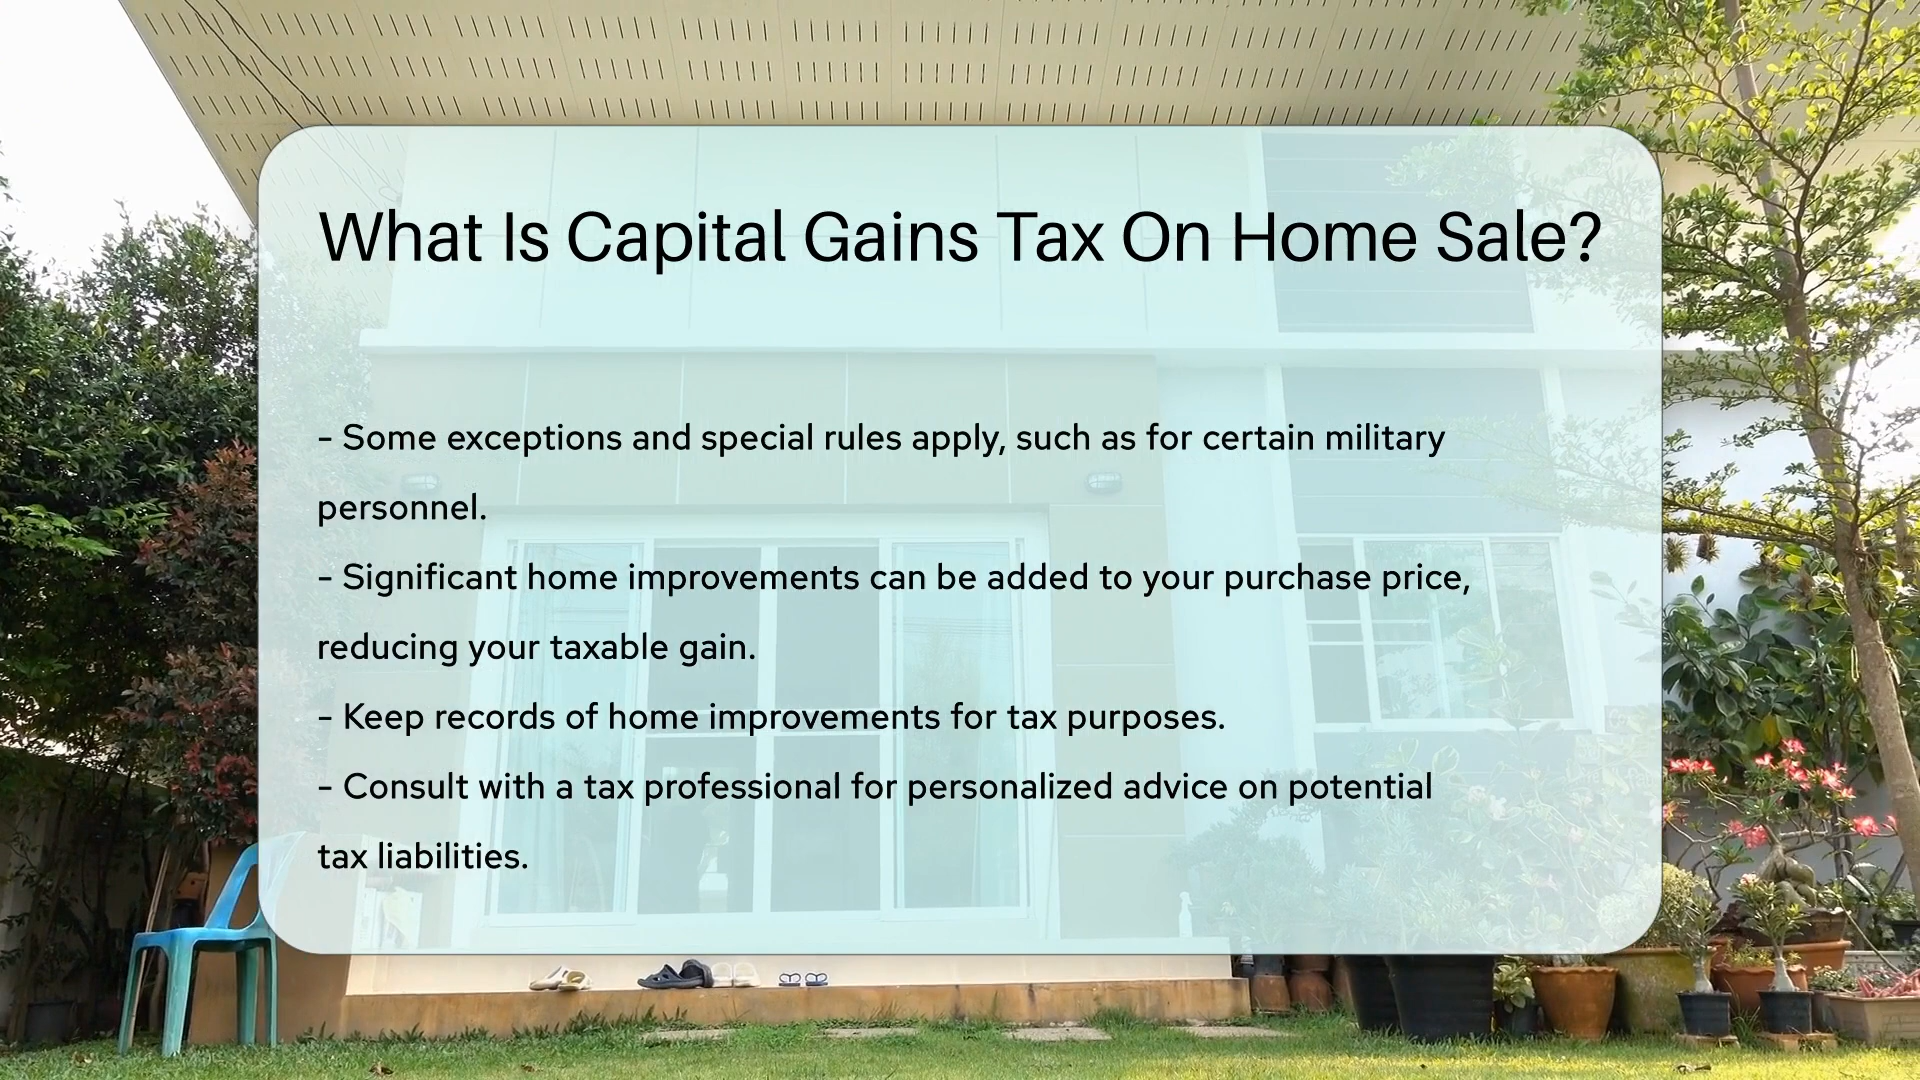 What Is Capital Gains Tax On Home Sale?
- Some exceptions and special rules apply, such as for certain military
personnel.
- Significant home improvements can be added to your purchase price,
reducing your taxable gain.
- Keep records of home improvements for tax purposes.
- Consult with a tax professional for personalized advice on potential
tax liabilities.